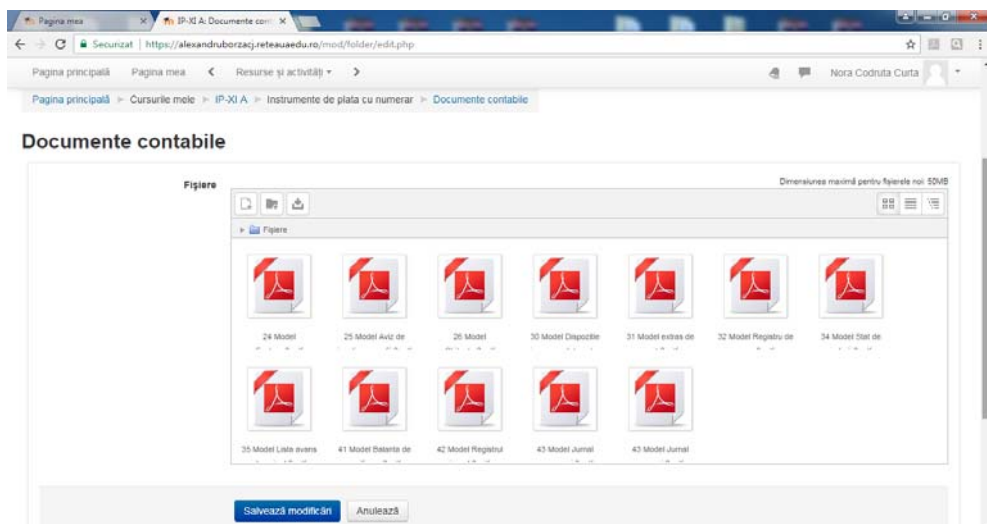 Pagina mea
IP-XI A: Documente con
Securizat | https://alexandruborzacj.reteauaedu.ro/mod/folder/edit.php
Pagina principală Pagina mea Resurse și activități
Nora Codruta Curta
Pagina principală Cursurile mele IP-XI A Instrumente de plata cu numerar Documente contabile
Documente contabile
Fișiere
Dimensiunea maximă pentru fișierele noi: 50MB
Fișiere
24 Model
25 Model Aviz de
26 Model
30 Model Dispozitie
31 Model extras de
32 Model Registru de
34 Model Stat de
35 Model Lista avans
41 Model Balanta de
42 Model Registrul
43 Model Jurnal
43 Model Jurnal
Salvează modificări Anulează